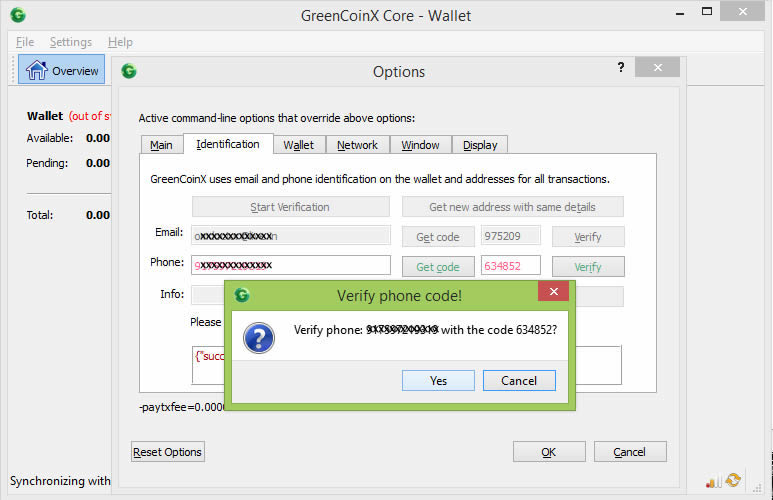 GreenCoinX Core - Wallet
File Settings Help
Overview
Options
Wallet (out of
Active command-line options that override above options:
Available: 0.00
Main Identification Wallet Network Window Display
Pending: 0.00
GreenCoinX uses email and phone identification on the wallet and addresses for all transactions.
Start Verification Get new address with same details
Total: 0.00
Email: Get code 975209 Verify
Phone: Get code 634852 Verify
Info:
Verify phone code!
Please
Verify phone: with the code 634852?
{"succ
Yes Cancel
-paytxfee=0.000
Reset Options OK Cancel
Synchronizing with